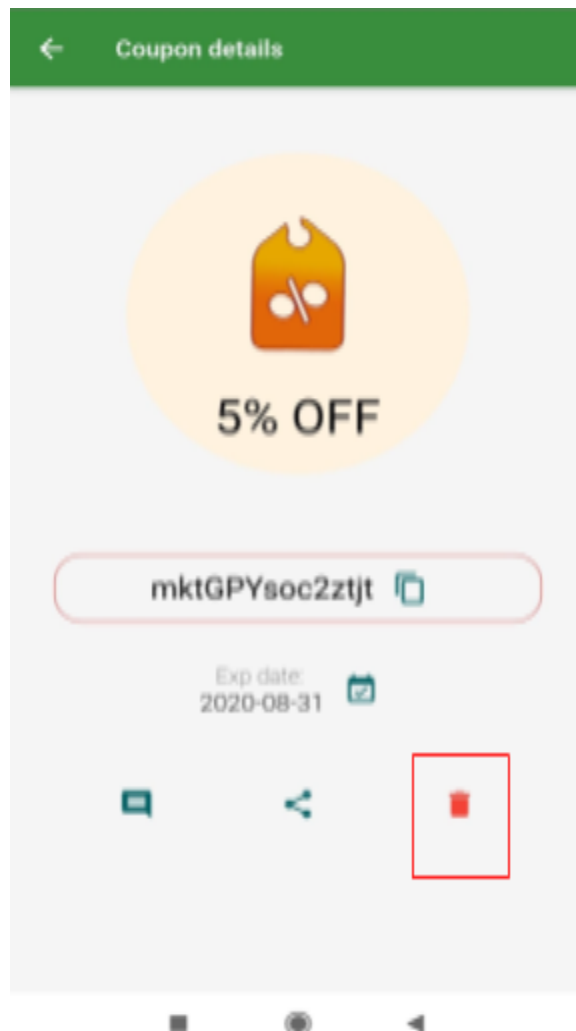 Coupon details
5% OFF
mktGPYsoc2ztjt
Exp date:
2020-08-31